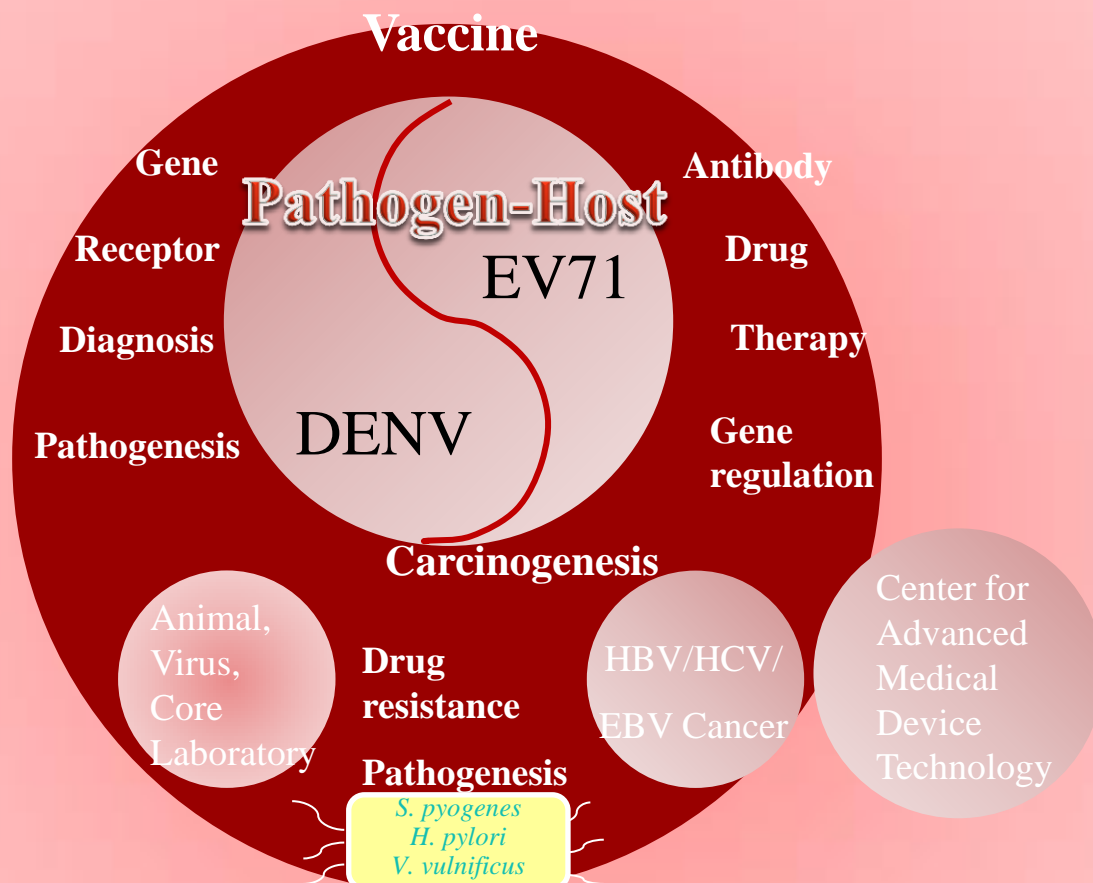 Vaccine
Gene
Antibody
Pathogen-Host
Receptor
Drug
EV71
Diagnosis
Therapy
DENV
Pathogenesis
Gene
regulation
Carcinogenesis
Animal,
Virus,
Core
Laboratory
Drug
resistance
Pathogenesis
HBV/HCV/
EBV Cancer
Center for
Advanced
Medical
Device
Technology
S. pyogenes
H. pylori
V. vulnificus